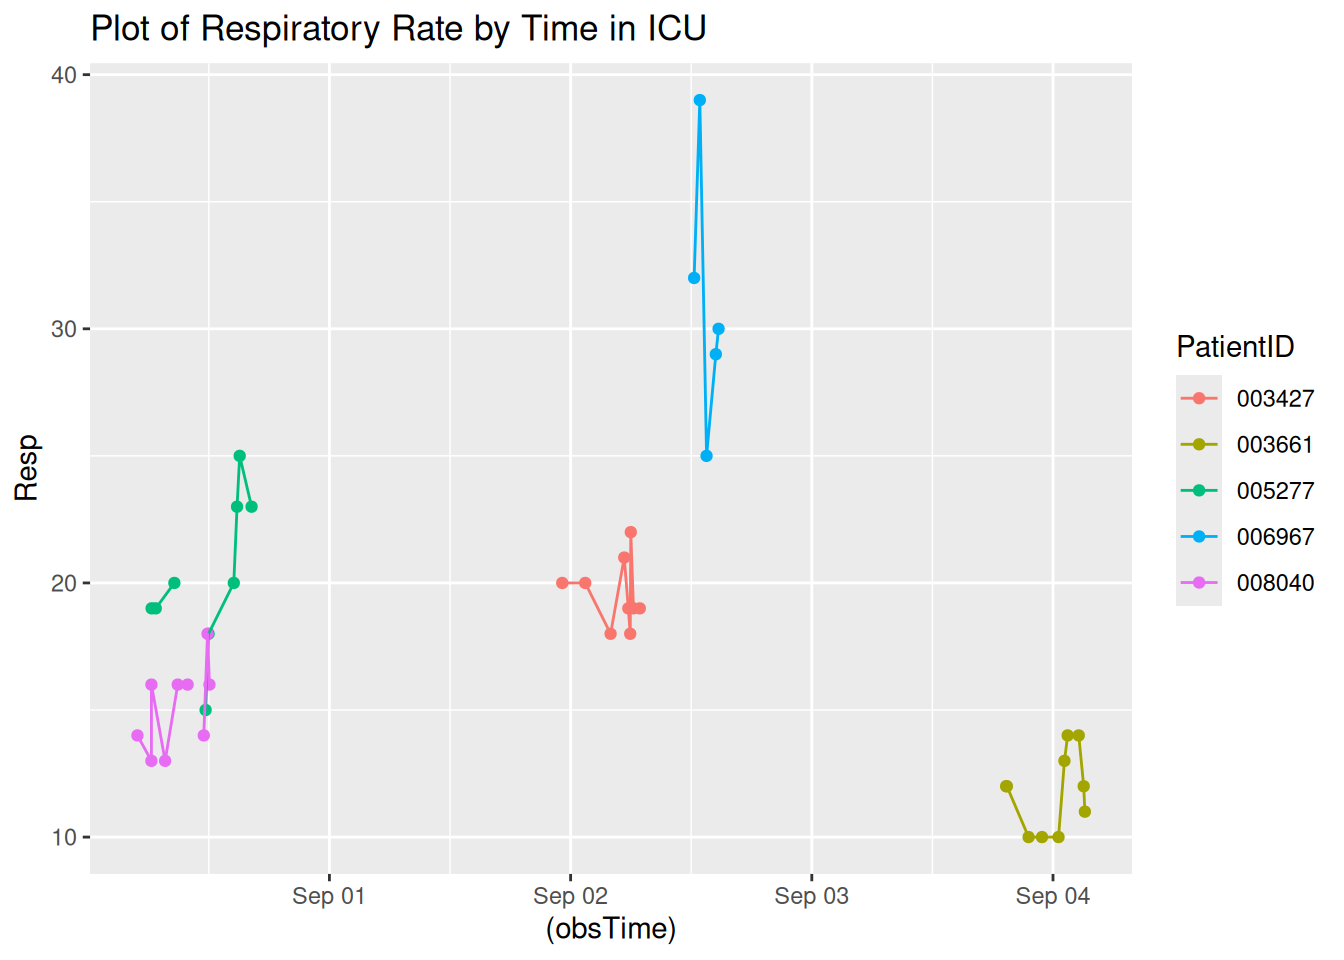 Plot of Respiratory Rate by Time in ICU
40
30
20
10
Resp
Sep 01
Sep 02
Sep 03
Sep 04
(obsTime)
PatientID
003427
003661
005277
006967
008040